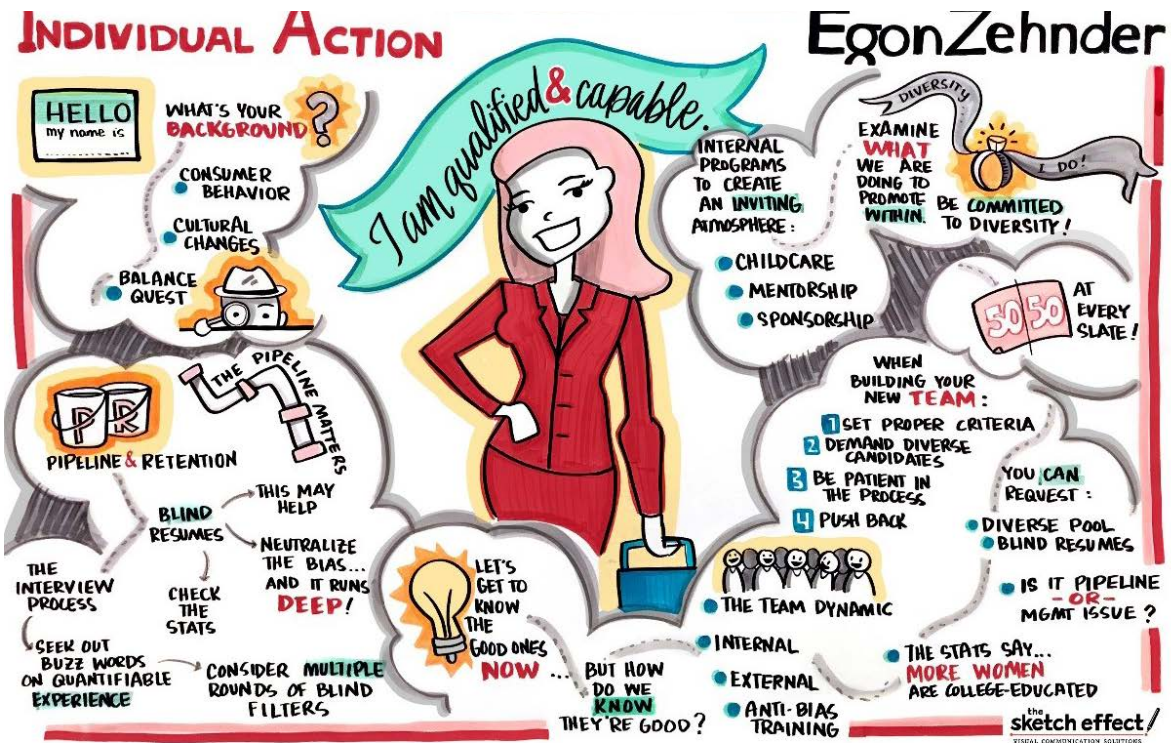 INDIVIDUAL ACTION
EgonZehnder
I am qualified & capable.
HELLO
my name is
WHAT'S YOUR
BACKGROUND
?
CONSUMER
BEHAVIOR
CULTURAL
CHANGES
BALANCE
QUEST
THE PIPELINE MATTERS
P R
PIPELINE & RETENTION
BLIND
RESUMES
THIS MAY
HELP
NEUTRALIZE
THE BIAS...
AND IT RUNS
DEEP!
CHECK
THE
STATS
THE
INTERVIEW
PROCESS
SEEK OUT
BUZZ WORDS
ON QUANTIFIABLE
EXPERIENCE
CONSIDER MULTIPLE
ROUNDS OF BLIND
FILTERS
LET'S
GET TO
KNOW
THE
GOOD ONES
NOW...
BUT HOW
DO WE
KNOW
THEY'RE GOOD?
INTERNAL
PROGRAMS
TO CREATE
AN INVITING
ATMOSPHERE:
CHILDCARE
MENTORSHIP
SPONSORSHIP
EXAMINE
WHAT
WE ARE
DOING TO
PROMOTE
WITHIN.
DIVERSITY
I DO!
BE COMMITTED
TO DIVERSITY!
50 50
AT
EVERY
SLATE!
WHEN
BUILDING YOUR
NEW TEAM:
1 SET PROPER CRITERIA
2 DEMAND DIVERSE
CANDIDATES
3 BE PATIENT IN
THE PROCESS
4 PUSH BACK
YOU CAN
REQUEST:
DIVERSE POOL
BLIND RESUMES
THE TEAM DYNAMIC
INTERNAL
EXTERNAL
ANTI-BIAS
TRAINING
IS IT PIPELINE
-OR-
MGMT ISSUE?
THE STATS SAY...
MORE WOMEN
ARE COLLEGE-EDUCATED
the
sketch effect!
VISUAL COMMUNICATION SOLUTIONS